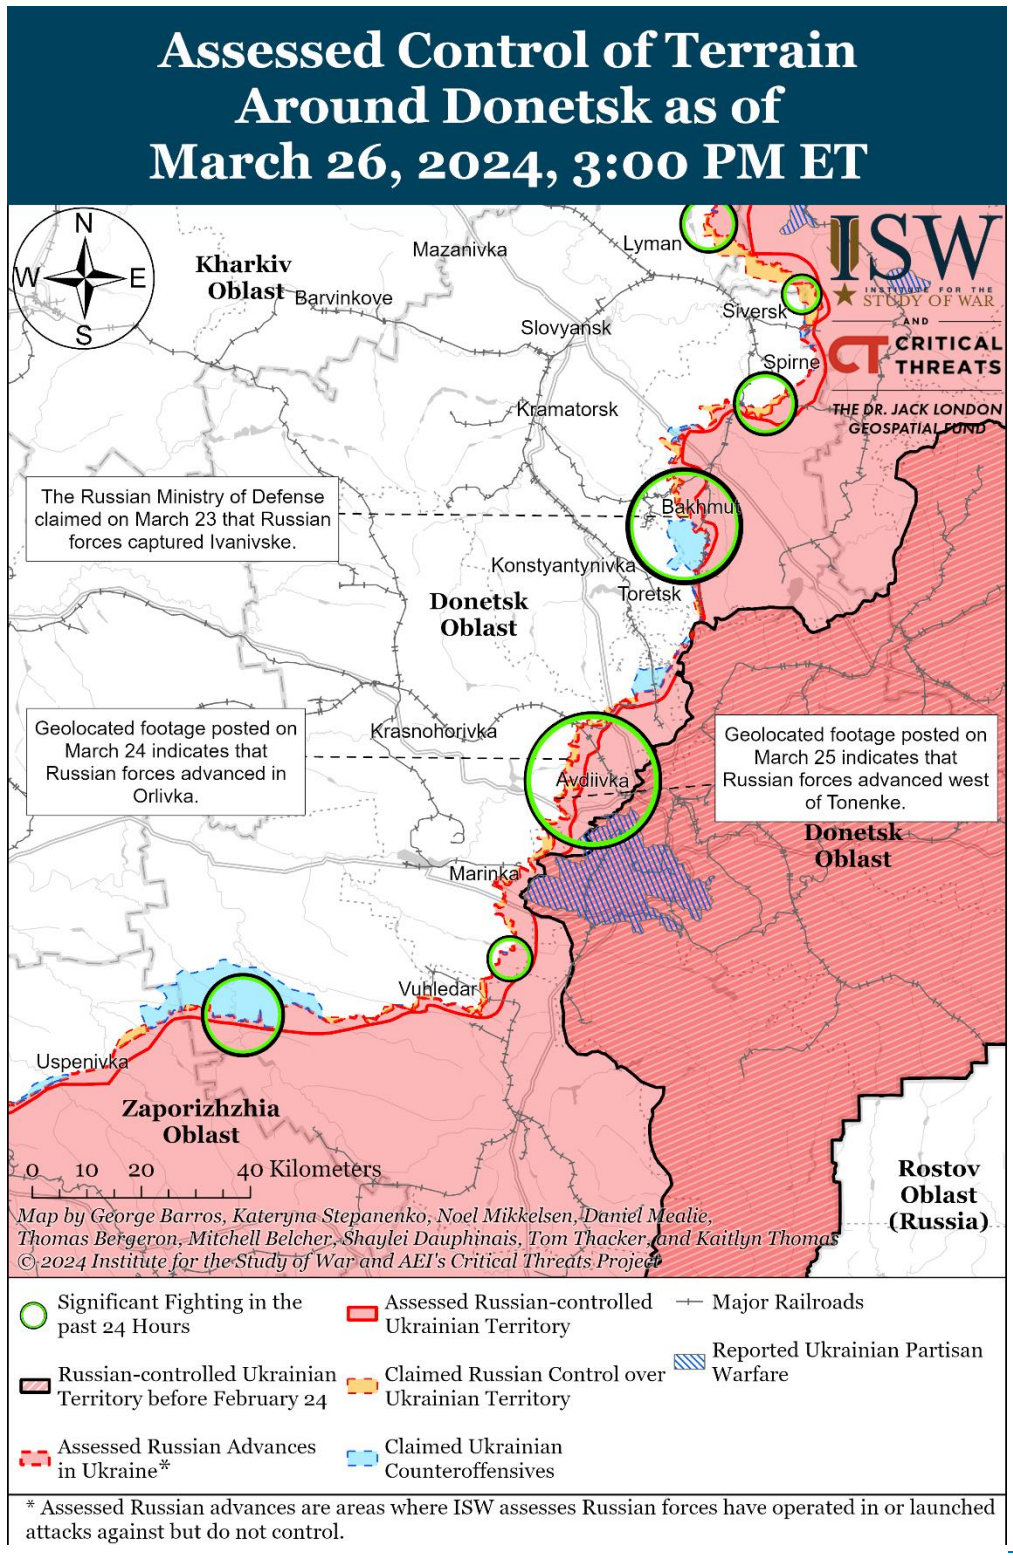 Assessed Control of Terrain
Around Donetsk as of
March 26, 2024, 3:00 PM ET
N
W
E
S
Kharkiv
Oblast
Mazanivka
Barvinkove
Lyman
Slovyansk
Siversk
Spirne
Kramatorsk
ISW
INSTITUTE FOR THE
STUDY OF WAR
AND
CT CRITICAL
THREATS
THE DR. JACK LONDON
GEOSPATIAL FUND
The Russian Ministry of Defense
claimed on March 23 that Russian
forces captured Ivanivske.
Bakhmut
Konstyantynivka
Toretsk
Donetsk
Oblast
Geolocated footage posted on
March 24 indicates that
Russian forces advanced in
Orlivka.
Krasnohorivka
Avdiivka
Geolocated footage posted on
March 25 indicates that
Russian forces advanced west
of Tonenke.
Donetsk
Oblast
Marinka
Vuhledar
Uspenivka
Zaporizhzhia
Oblast
Rostov
Oblast
(Russia)
0 10 20 40 Kilometers
Map by George Barros, Kateryna Stepanenko, Noel Mikkelsen, Daniel Mealie,
Thomas Bergeron, Mitchell Belcher, Shaylei Dauphinais, Tom Thacker, and Kaitlyn Thomas
© 2024 Institute for the Study of War and AEI's Critical Threats Project
Significant Fighting in the
past 24 Hours
Russian-controlled Ukrainian
Territory before February 24
Assessed Russian Advances
in Ukraine*
Assessed Russian-controlled
Ukrainian Territory
Claimed Russian Control over
Ukrainian Territory
Claimed Ukrainian
Counteroffensives
Major Railroads
Reported Ukrainian Partisan
Warfare
* Assessed Russian advances are areas where ISW assesses Russian forces have operated in or launched
attacks against but do not control.